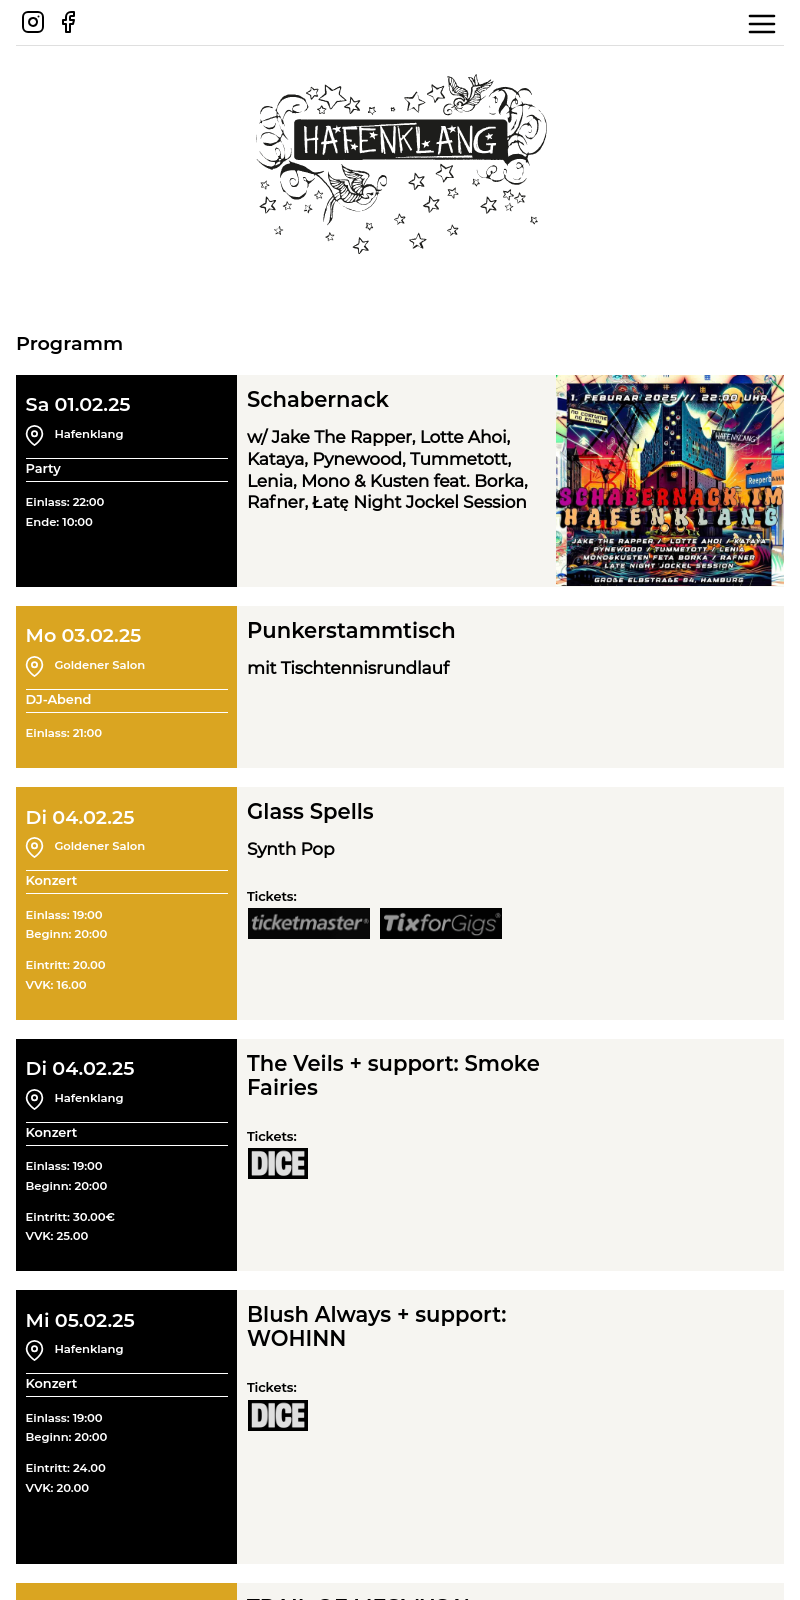 HAFENKLANG
Programm
Sa 01.02.25
Hafenklang
Party
Einlass: 22:00
Ende: 10:00
Schabernack
w/ Jake The Rapper, Lotte Ahoi,
Kataya, Pynewood, Tummetott,
Lenia, Mono & Kusten feat. Borka,
Rafner, Łatę Night Jockel Session
1. FEBURAR 2025 // 22:00 UHR
NO COSTUME
NO ENTRY
HAFENKLANG
SCHABERNACK IM
HAFENKLANG
JAKE THE RAPPER / LOTTE AHOI / KATAYA
PYNEWOOD / TUMMETOTT / LENIA
MONO&KUSTEN FETA BORKA / RAFNER
LATE NIGHT JOCKEL SESSION
GROßE ELBSTRAßE 84, HAMBURG
Mo 03.02.25
Goldener Salon
DJ-Abend
Einlass: 21:00
Punkerstammtisch
mit Tischtennisrundlauf
Di 04.02.25
Goldener Salon
Konzert
Einlass: 19:00
Beginn: 20:00
Eintritt: 20.00
VVK: 16.00
Glass Spells
Synth Pop
Tickets:
ticketmaster® TixforGigs®
Di 04.02.25
Hafenklang
Konzert
Einlass: 19:00
Beginn: 20:00
Eintritt: 30.00€
VVK: 25.00
The Veils + support: Smoke
Fairies
Tickets:
DICE
Mi 05.02.25
Hafenklang
Konzert
Einlass: 19:00
Beginn: 20:00
Eintritt: 24.00
VVK: 20.00
Blush Always + support:
WOHINN
Tickets:
DICE